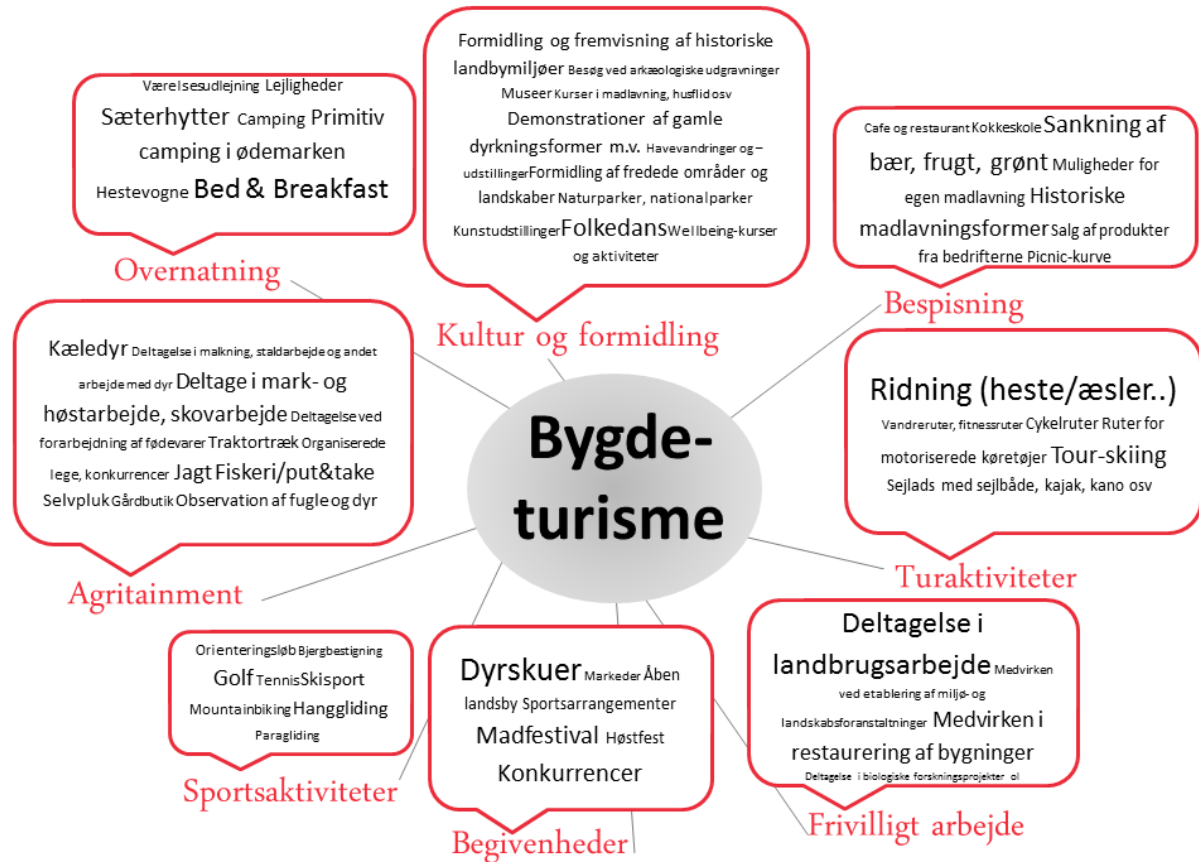 Værelsesudlejning Lejligheder
Sæterhytter Camping Primitiv
camping i ødemarken
Hestevogne Bed & Breakfast
Overnatning
Formidling og fremvisning af historiske
landbymiljøer Besøg ved arkæologiske udgravninger
Museer Kurser i madlavning, husflid osv
Demonstrationer af gamle
dyrkningsformer m.v. Havevandringer og –
udstillingerFormidling af fredede områder og
landskaber Naturparker, nationalparker
KunstudstillingerFolkedansWellbeing-kurser
og aktiviteter
Kultur og formidling
Cafe og restaurant Kokkeskole Sankning af
bær, frugt, grønt Muligheder for
egen madlavning Historiske
madlavningsformer Salg af produkter
fra bedrifterne Picnic-kurve
Bespisning
Kæledyr Deltagelse i malkning, staldarbejde og andet
arbejde med dyr Deltage i mark- og
høstarbejde, skovarbejde Deltagelse ved
forarbejdning af fødevarer Traktortræk Organiserede
lege, konkurrencer Jagt Fiskeri/put&take
Selvpluk Gårdbutik Observation af fugle og dyr
Agritainment
Bygde-
turisme
Ridning (heste/æsler..)
Vandreruter, fitnessruter Cykelruter Ruter for
motoriserede køretøjer Tour-skiing
Sejlads med sejlbåde, kajak, kano osv
Turaktiviteter
Orienteringsløb Bjergbestigning
Golf TennisSkisport
Mountainbiking Hanggliding
Paragliding
Sportsaktiviteter
Dyrskuer Markeder Åben
landsby Sportsarrangementer
Madfestival Høstfest
Konkurrencer
Begivenheder
Deltagelse i
landbrugsarbejde Medvirken
ved etablering af miljø- og
landskabsforanstaltninger Medvirken i
restaurering af bygninger
Deltagelse i biologiske forskningsprojekter ol
Frivilligt arbejde